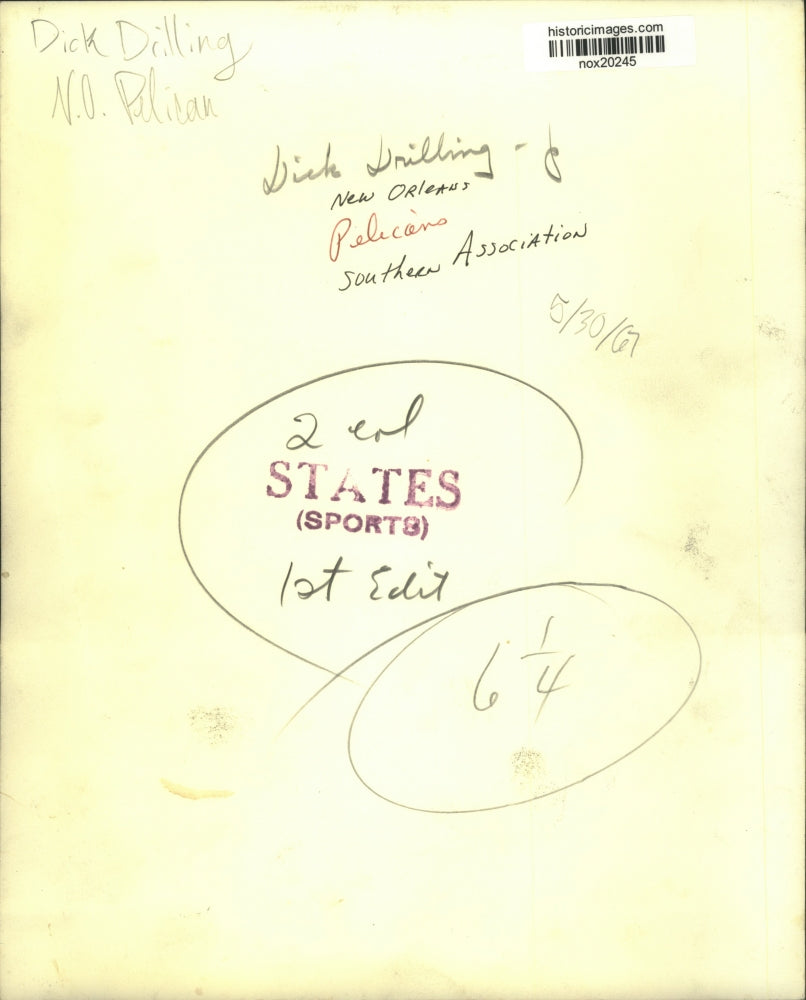 Dick Drilling
N.O. Pelican
historicimages.com
nox20245
Dick Drilling -
New Orleans
Pelicans
Southern Association
5/30/67
2 col
STATES
(SPORTS)
1st Edit
6 1/4